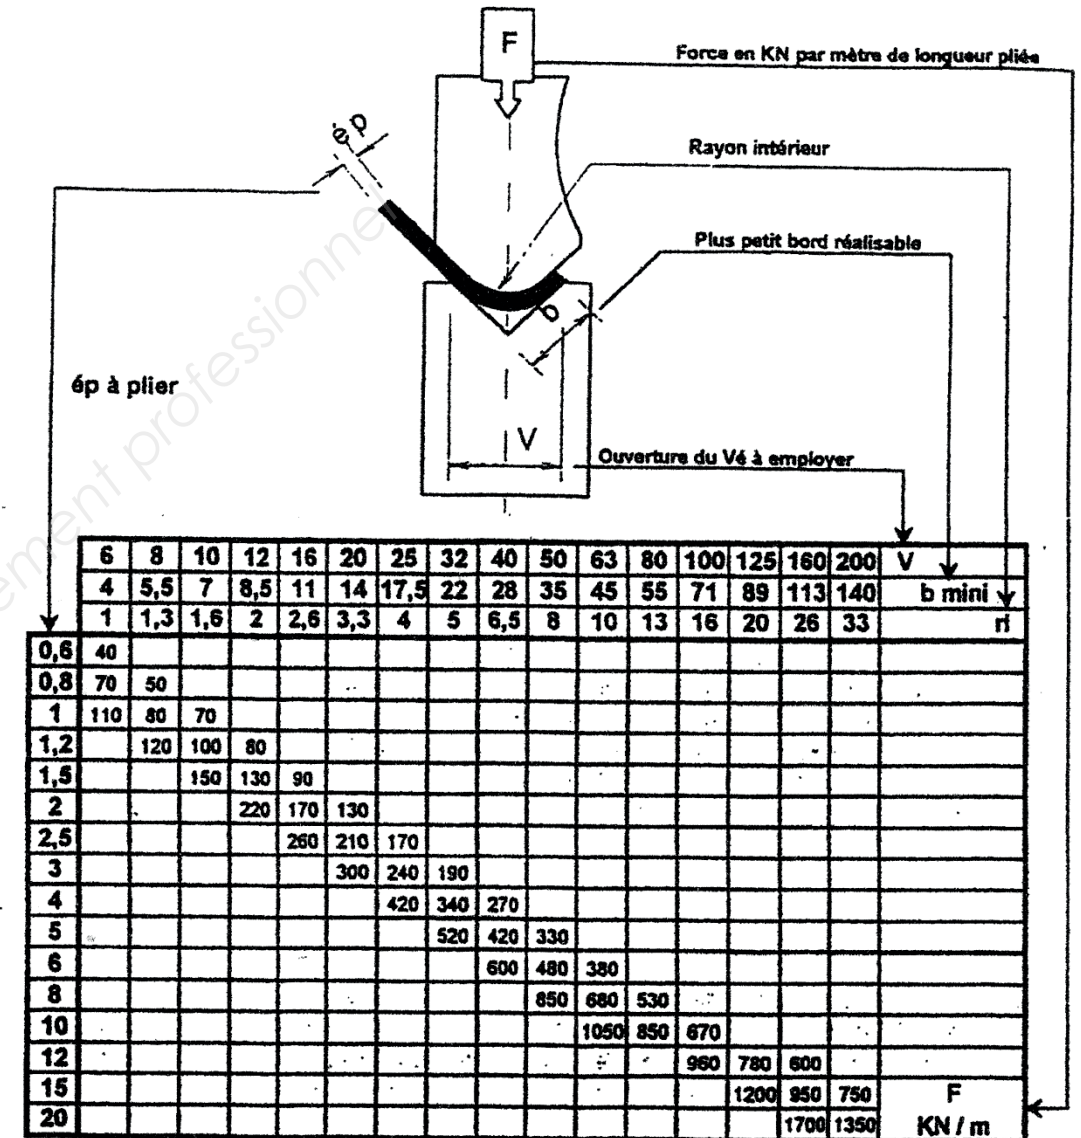 F
Force en KN par mètre de longueur pliée
ép
Rayon intérieur
Plus petit bord réalisable
b
ép à plier
V
Ouverture du Vé à employer
6 8 10 12 16 20 25 32 40 50 63 80 100 125 160 200 V
4 5,5 7 8,5 11 14 17,5 22 28 35 45 55 71 89 113 140 b mini
1 1,3 1,6 2 2,6 3,3 4 5 6,5 8 10 13 16 20 26 33 ri
0,6 40
0,8 70 50
1 110 80 70
1,2 120 100 80
1,5 150 130 90
2 220 170 130
2,5 260 210 170
3 300 240 190
4 420 340 270
5 520 420 330
6 600 480 380
8 850 680 530
10 1050 850 670
12 960 780 600
15 1200 950 750 F
20 1700 1350 KN / m
ement professionnel